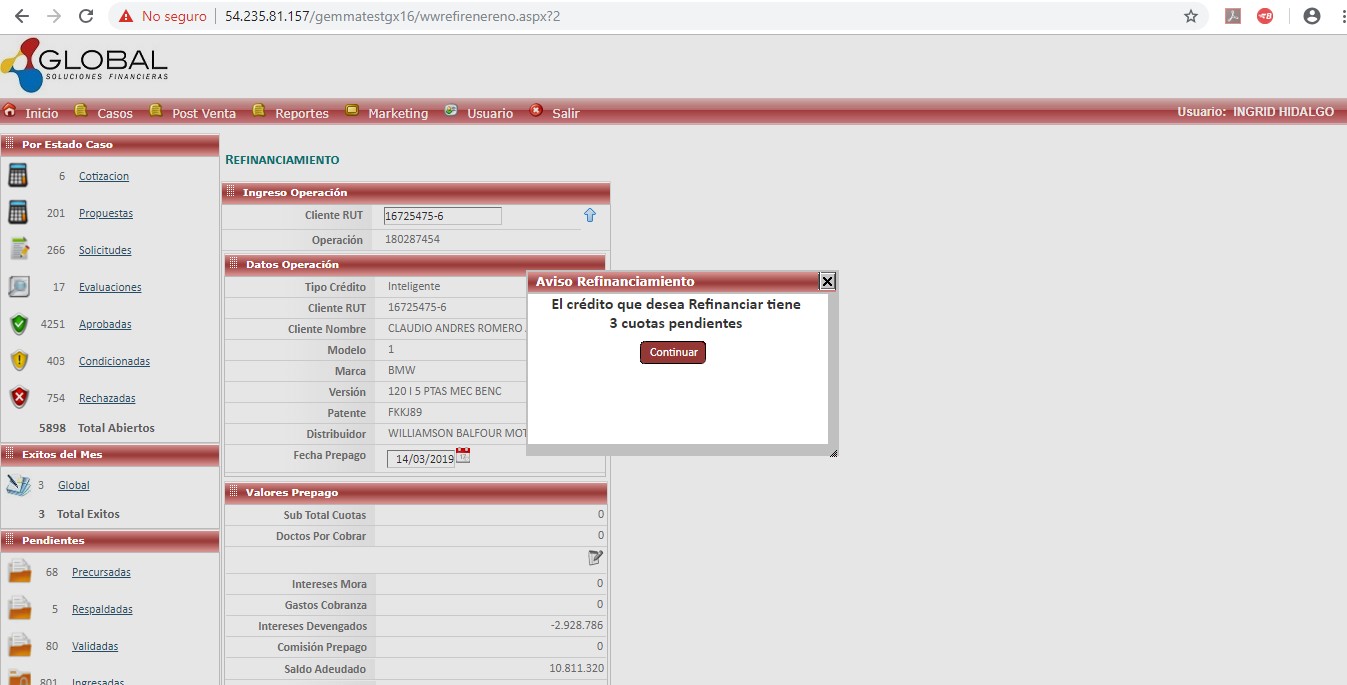 No seguro
54.235.81.157/gemmatestgx16/wwrefirenereno.aspx?2
GLOBAL
SOLUCIONES FINANCIERAS
Inicio Casos Post Venta Reportes Marketing Usuario Salir Usuario: INGRID HIDALGO
Por Estado Caso
6 Cotizacion
201 Propuestas
266 Solicitudes
17 Evaluaciones
4251 Aprobadas
403 Condicionadas
754 Rechazadas
5898 Total Abiertos
Exitos del Mes
3 Global
3 Total Exitos
Pendientes
68 Precursadas
5 Respaldadas
80 Validadas
801 Ingresadas
REFINANCIAMIENTO
Ingreso Operación
Cliente RUT 16725475-6
Operación 180287454
Datos Operación
Tipo Crédito Inteligente
Cliente RUT 16725475-6
Cliente Nombre CLAUDIO ANDRES ROMERO
Modelo 1
Marca BMW
Versión 120 I 5 PTAS MEC BENC
Patente FKKJ89
Distribuidor WILLIAMSON BALFOUR MOT
Fecha Prepago 14/03/2019
Valores Prepago
Sub Total Cuotas 0
Doctos Por Cobrar 0
Intereses Mora 0
Gastos Cobranza 0
Intereses Devengados -2.928.786
Comisión Prepago 0
Saldo Adeudado 10.811.320
Aviso Refinanciamiento
El crédito que desea Refinanciar tiene
3 cuotas pendientes
Continuar